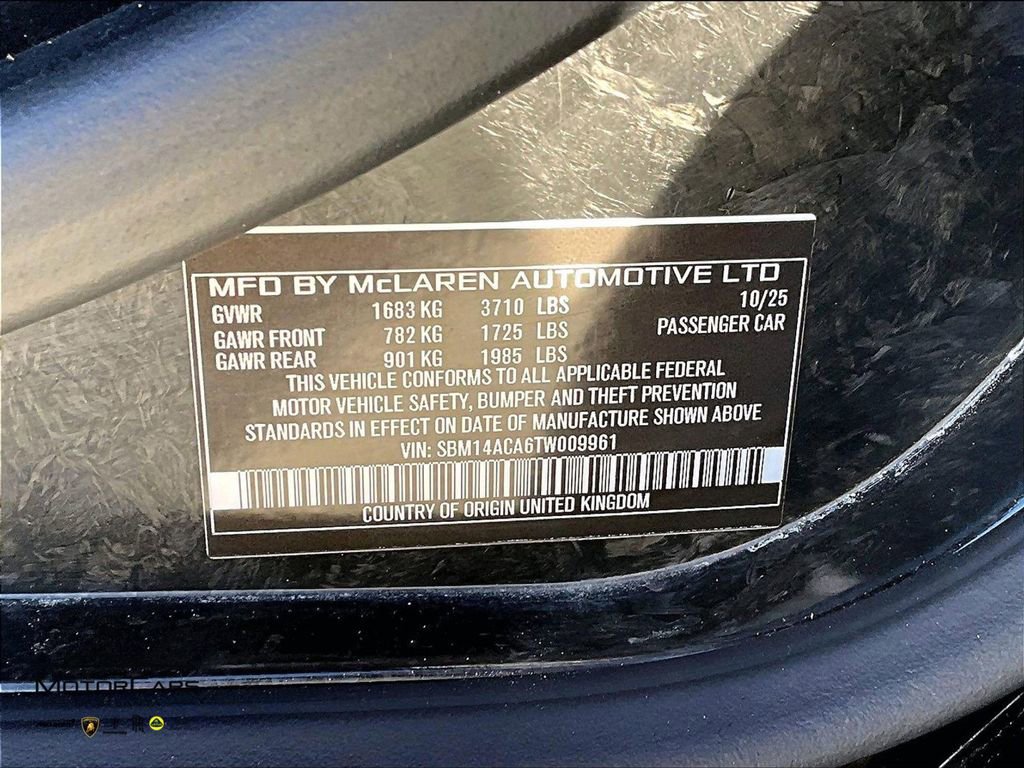 MFD BY McLAREN AUTOMOTIVE LTD
GVWR 1683 KG 3710 LBS 10/25
GAWR FRONT 782 KG 1725 LBS PASSENGER CAR
GAWR REAR 901 KG 1985 LBS
THIS VEHICLE CONFORMS TO ALL APPLICABLE FEDERAL
MOTOR VEHICLE SAFETY, BUMPER AND THEFT PREVENTION
STANDARDS IN EFFECT ON DATE OF MANUFACTURE SHOWN ABOVE
VIN: SBM14ACA6TW009961
COUNTRY OF ORIGIN UNITED KINGDOM
MOTORCARS